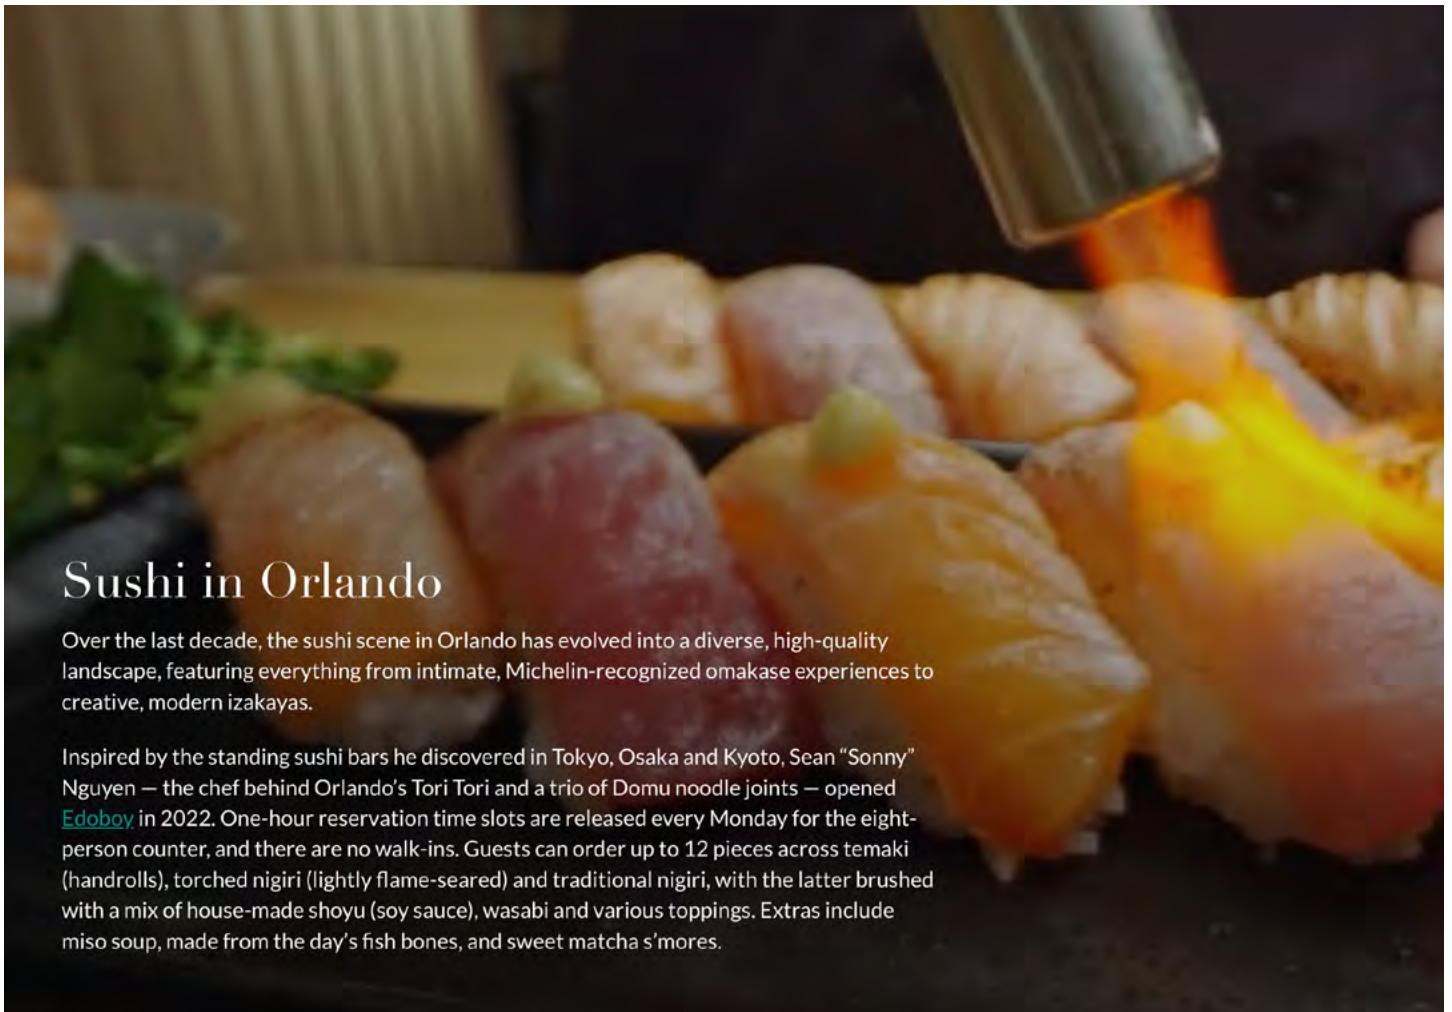 Sushi in Orlando
Over the last decade, the sushi scene in Orlando has evolved into a diverse, high-quality
landscape, featuring everything from intimate, Michelin-recognized omakase experiences to
creative, modern izakayas.
Inspired by the standing sushi bars he discovered in Tokyo, Osaka and Kyoto, Sean “Sonny”
Nguyen — the chef behind Orlando’s Tori Tori and a trio of Domu noodle joints — opened
Edoboy in 2022. One-hour reservation time slots are released every Monday for the eight-
person counter, and there are no walk-ins. Guests can order up to 12 pieces across temaki
(handrolls), torched nigiri (lightly flame-seared) and traditional nigiri, with the latter brushed
with a mix of house-made shoyu (soy sauce), wasabi and various toppings. Extras include
miso soup, made from the day’s fish bones, and sweet matcha s’mores.